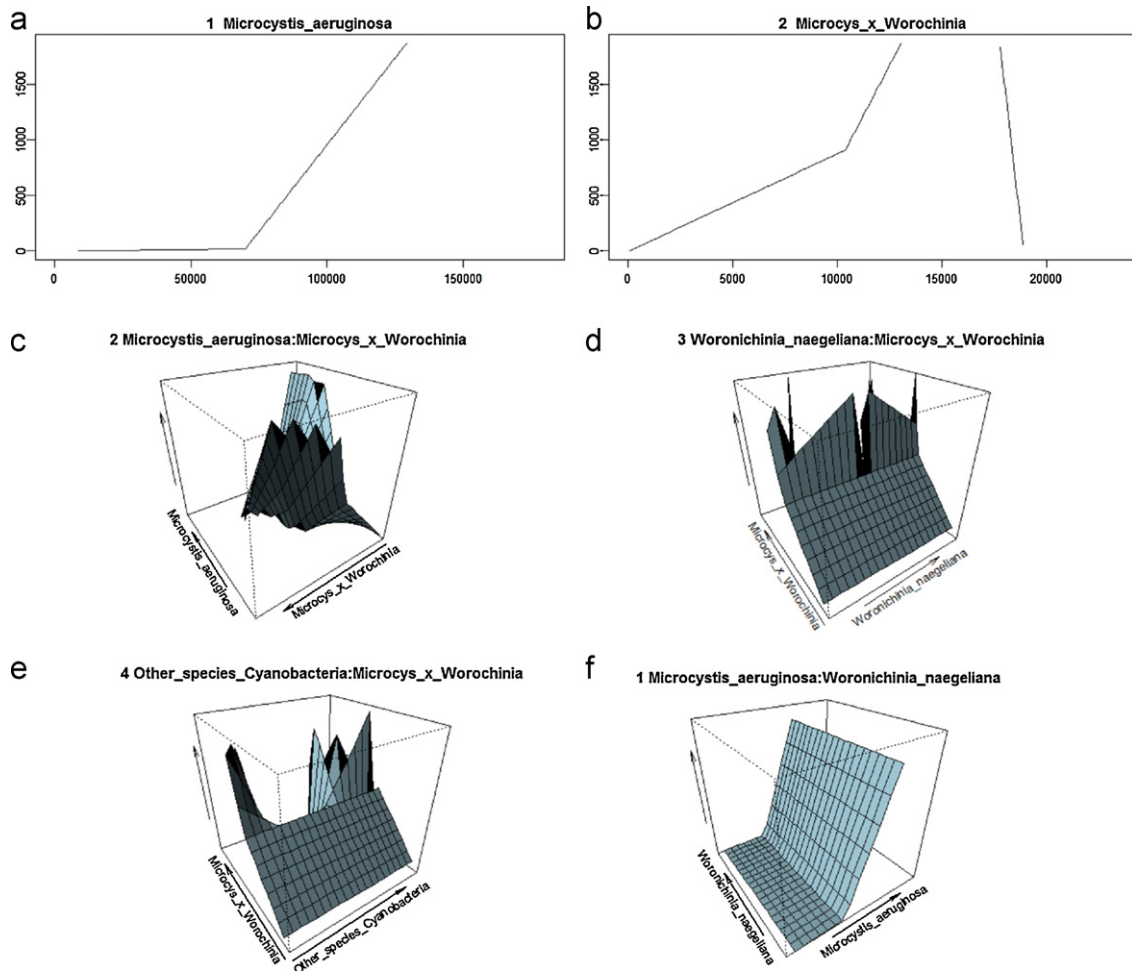 a
1 Microcystis_aeruginosa
1500
1000
500
0
0 50000 100000 150000
b
2 Microcys_x_Worochinia
1500
1000
500
0
0 5000 10000 15000 20000
c
2 Microcystis_aeruginosa:Microcys_x_Worochinia
Microcystis_aeruginosa
Microcys_x_Worochinia
d
3 Woronichinia_naegeliana:Microcys_x_Worochinia
Microcys_x_Worochinia
Woronichinia_naegeliana
e
4 Other_species_Cyanobacteria:Microcys_x_Worochinia
Microcys_x_Worochinia
Other_species_Cyanobacteria
f
1 Microcystis_aeruginosa:Woronichinia_naegeliana
Woronichinia_naegeliana
Microcystis_aeruginosa